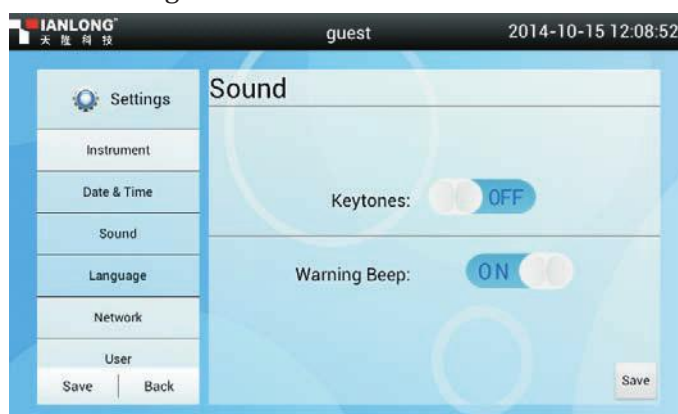 TIANLONG
天隆科技
guest
2014-10-15 12:08:52
Settings
Instrument
Date & Time
Sound
Language
Network
User
Save
Back
Sound
Keytones:
OFF
Warning Beep:
ON
Save